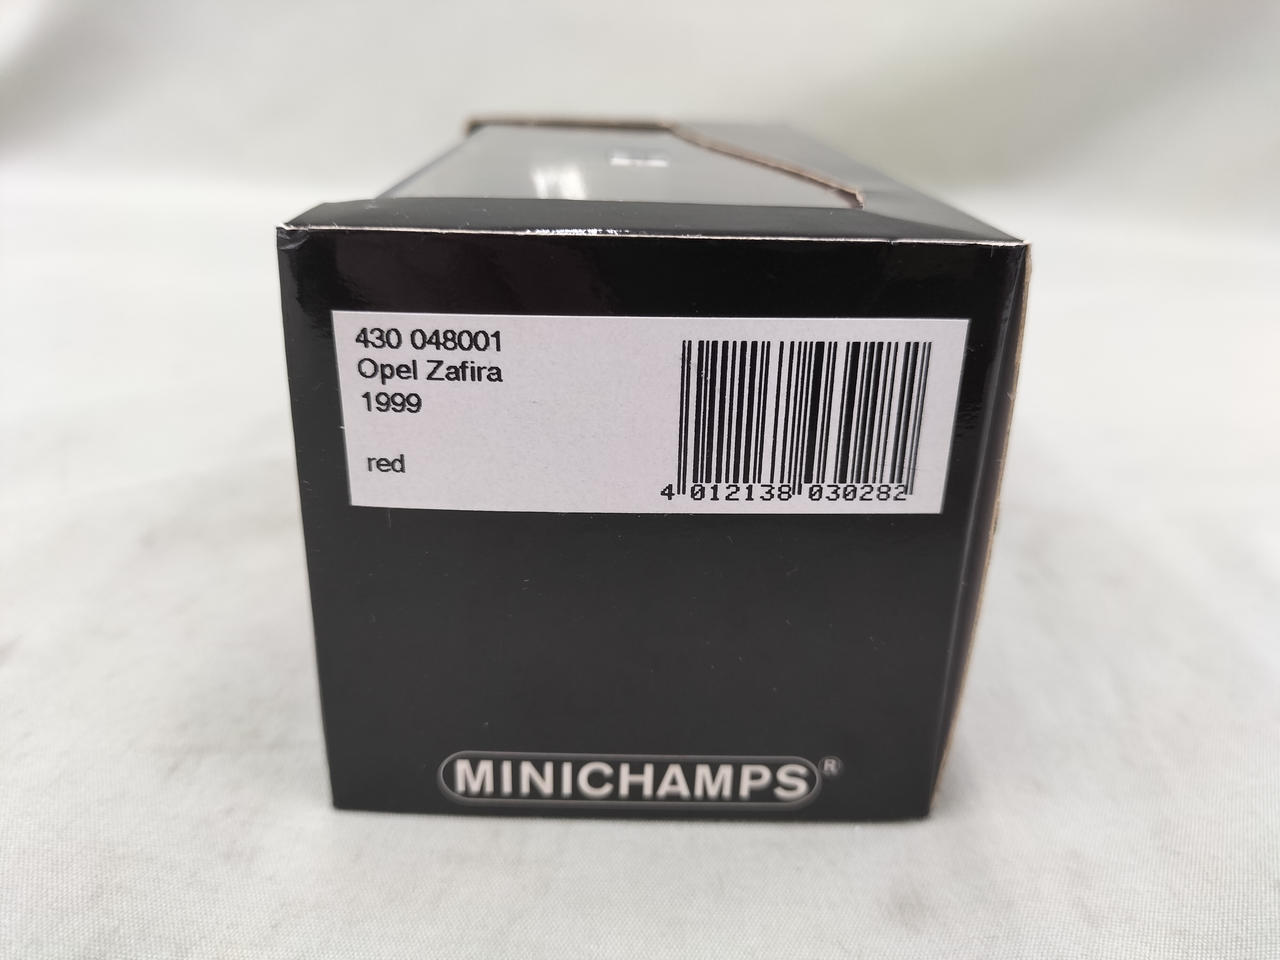 430 048001
Opel Zafira
1999
red
4 012138 030282
MINICHAMPS®